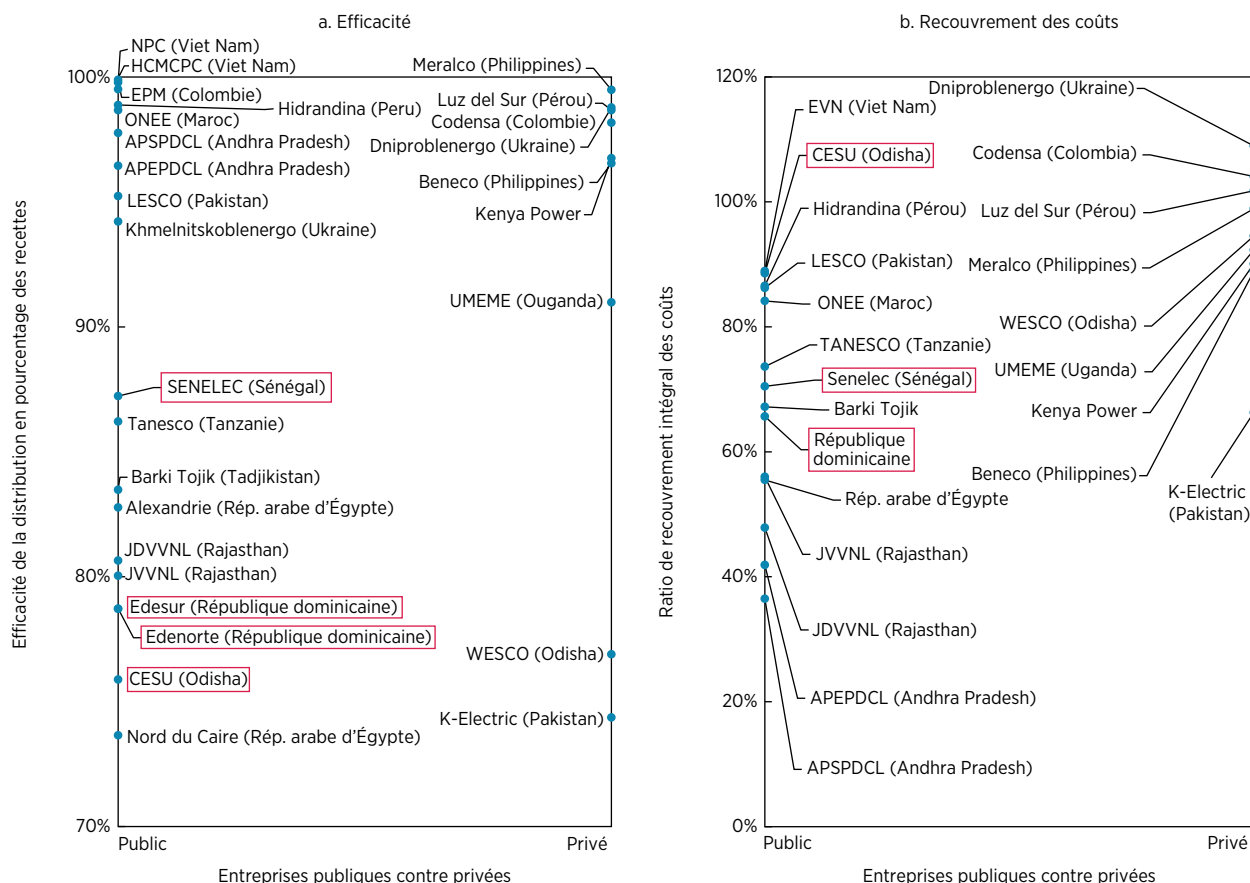 a. Efficacité
Efficacité de la distribution en pourcentage des recettes
100%
90%
80%
70%
NPC (Viet Nam)
HCMCPC (Viet Nam)
EPM (Colombie)
Hidrandina (Peru)
ONEE (Maroc)
APSPDCL (Andhra Pradesh)
APEPDCL (Andhra Pradesh)
LESCO (Pakistan)
Khmelnitskoblenergo (Ukraine)
SENELEC (Sénégal)
Tanesco (Tanzanie)
Barki Tojik (Tadjikistan)
Alexandrie (Rép. arabe d’Égypte)
JDVVNL (Rajasthan)
JVVNL (Rajasthan)
Edesur (République dominicaine)
Edenorte (République dominicaine)
CESU (Odisha)
Nord du Caire (Rép. arabe d’Égypte)
Meralco (Philippines)
Luz del Sur (Pérou)
Codensa (Colombie)
Dniproblenergo (Ukraine)
Beneco (Philippines)
Kenya Power
UMEME (Ouganda)
WESCO (Odisha)
K-Electric (Pakistan)
Public
Privé
Entreprises publiques contre privées
b. Recouvrement des coûts
Ratio de recouvrement intégral des coûts
120%
100%
80%
60%
40%
20%
0%
EVN (Viet Nam)
CESU (Odisha)
Hidrandina (Pérou)
LESCO (Pakistan)
ONEE (Maroc)
TANESCO (Tanzanie)
Senelec (Sénégal)
Barki Tojik
République
dominicaine
Rép. arabe d’Égypte
JVVNL (Rajasthan)
JDVVNL (Rajasthan)
APEPDCL (Andhra Pradesh)
APSPDCL (Andhra Pradesh)
Dniproblenergo (Ukraine)
Codensa (Colombia)
Luz del Sur (Pérou)
Meralco (Philippines)
WESCO (Odisha)
UMEME (Uganda)
Kenya Power
Beneco (Philippines)
K-Electric
(Pakistan)
Public
Privé
Entreprises publiques contre privées